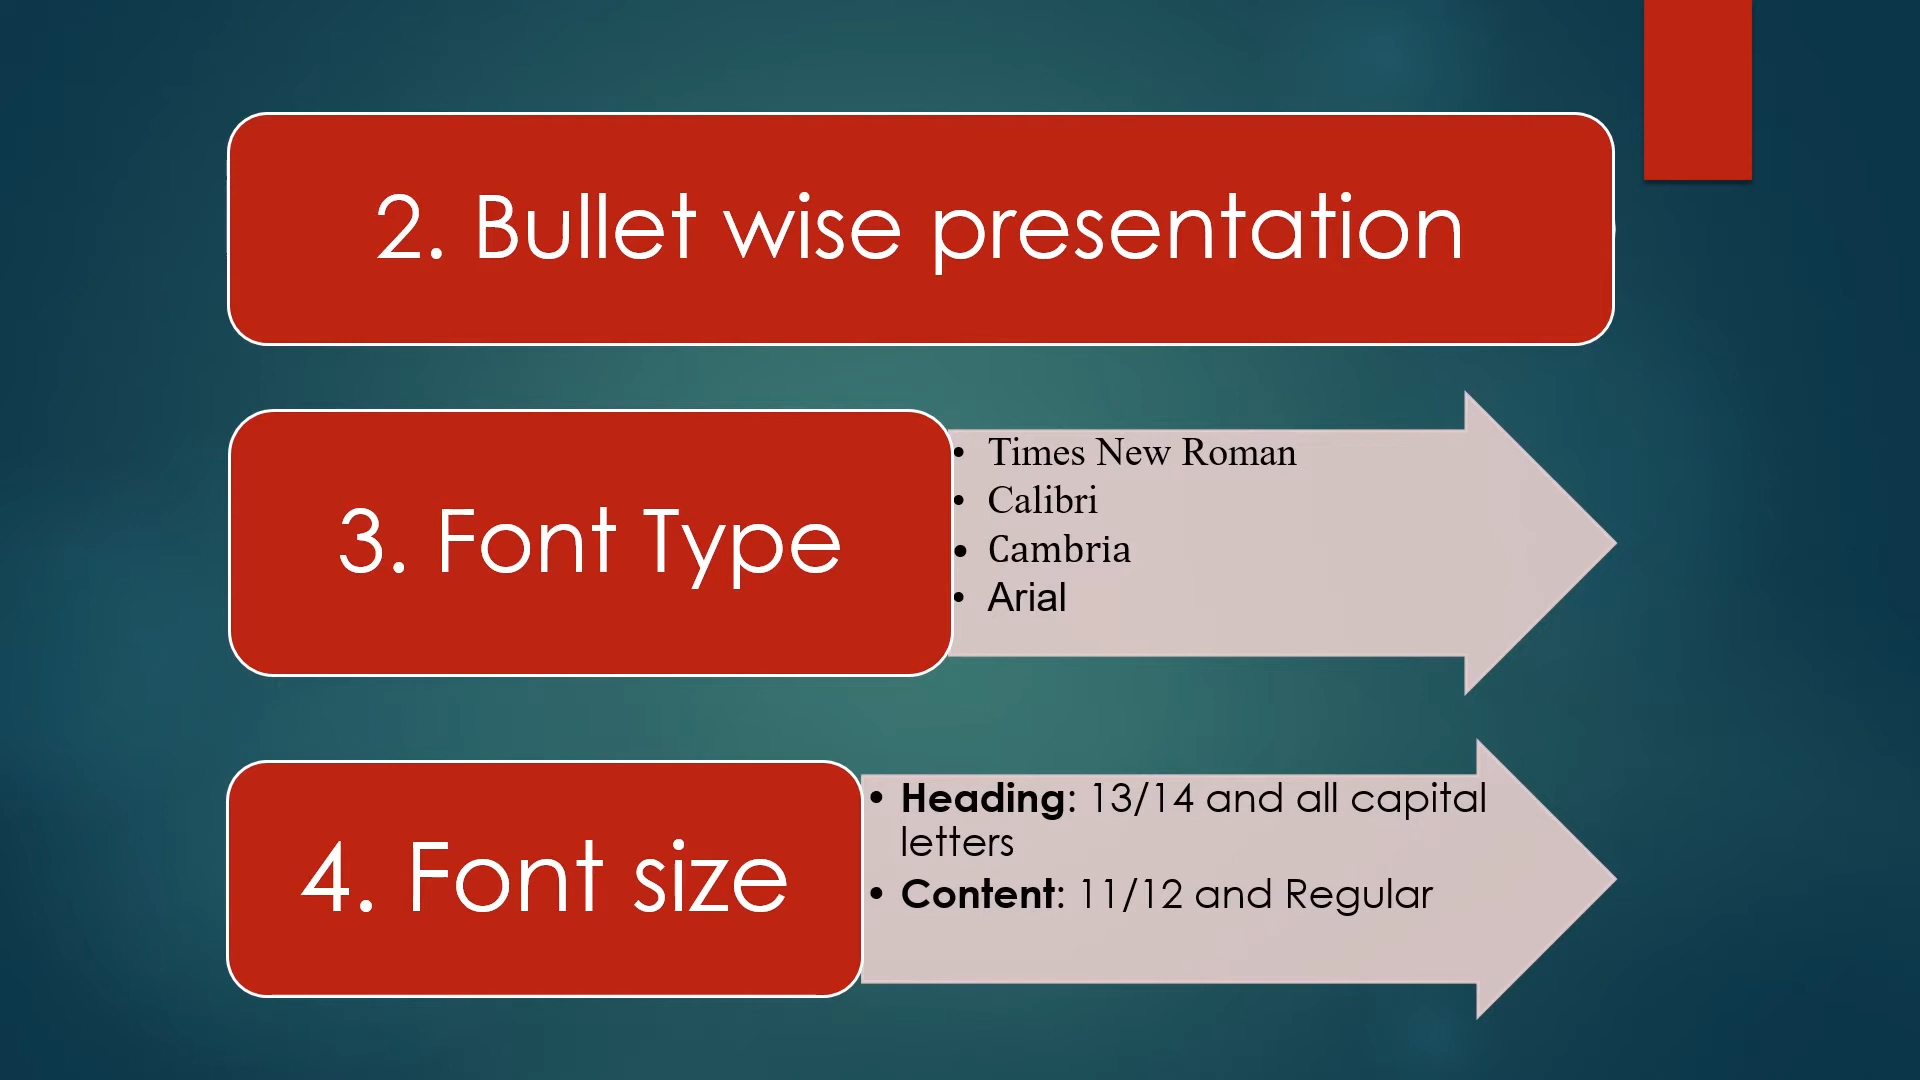 2. Bullet wise presentation
3. Font Type
• Times New Roman
• Calibri
• Cambria
• Arial
4. Font size
• Heading: 13/14 and all capital
letters
• Content: 11/12 and Regular